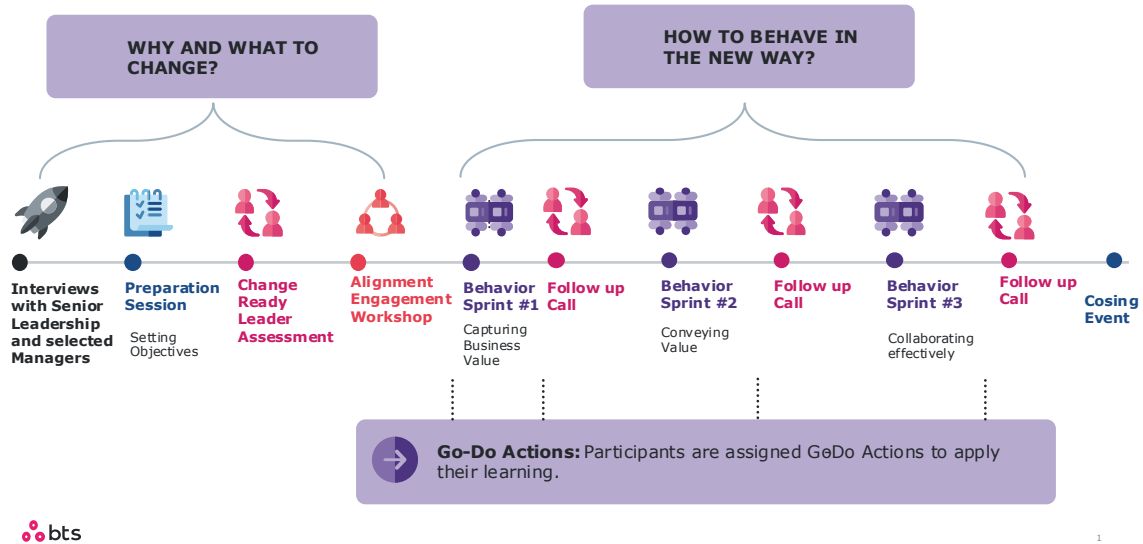 WHY AND WHAT TO
CHANGE?
HOW TO BEHAVE IN
THE NEW WAY?
Interviews
with Senior
Leadership
and selected
Managers
Preparation
Session
Setting
Objectives
Change
Ready
Leader
Assessment
Alignment
Engagement
Workshop
Behavior
Sprint #1
Capturing
Business
Value
Follow up
Call
Behavior
Sprint #2
Conveying
Value
Follow up
Call
Behavior
Sprint #3
Collaborating
effectively
Follow up
Call
Cosing
Event
Go-Do Actions: Participants are assigned GoDo Actions to apply
their learning.
bts
1